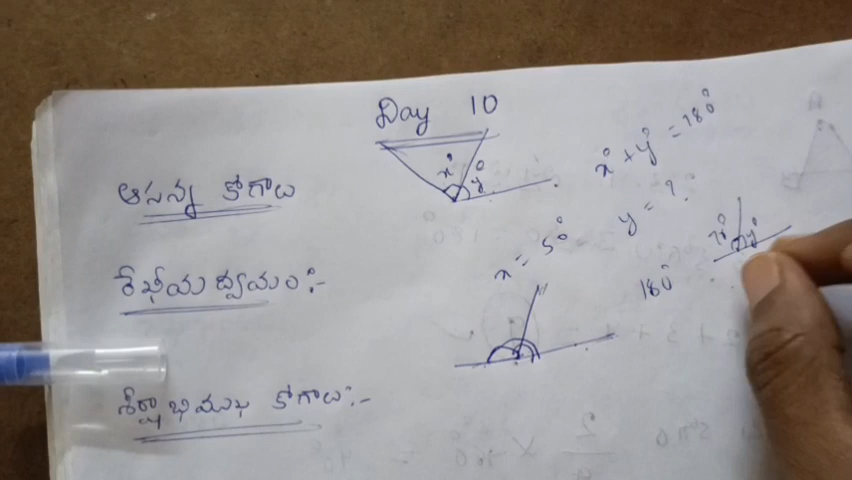 Day 10
ఆసన్న కోణాలు
x° y°
x° + y° = 180°
రేఖీయ ద్వయం:-
x = 50
y = ?
180°
x° y°
శీర్షాభిముఖ కోణాలు:-